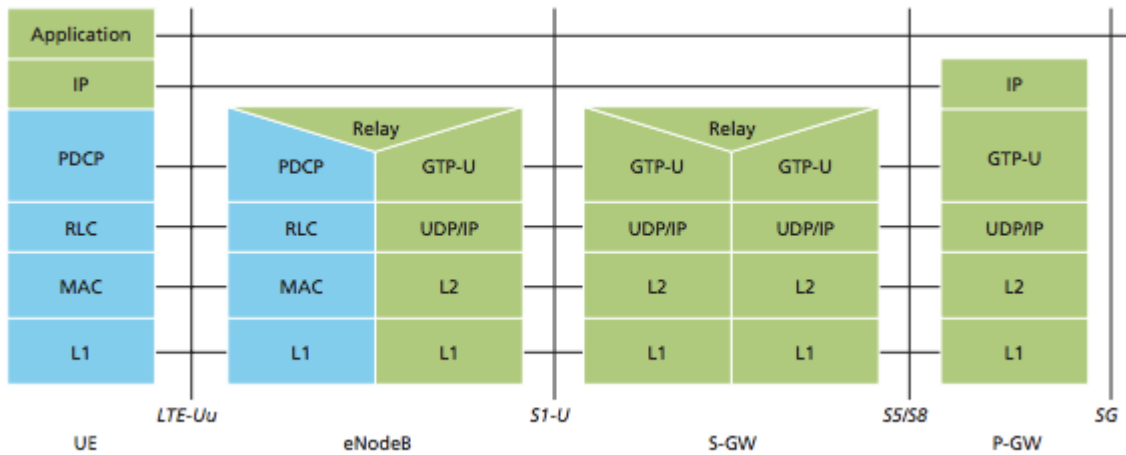 Application
IP IP
Relay Relay
PDCP PDCP GTP-U GTP-U GTP-U GTP-U
RLC RLC UDP/IP UDP/IP UDP/IP UDP/IP
MAC MAC L2 L2 L2 L2
L1 L1 L1 L1 L1 L1
LTE-Uu S1-U S5/S8 SG
UE eNodeB S-GW P-GW